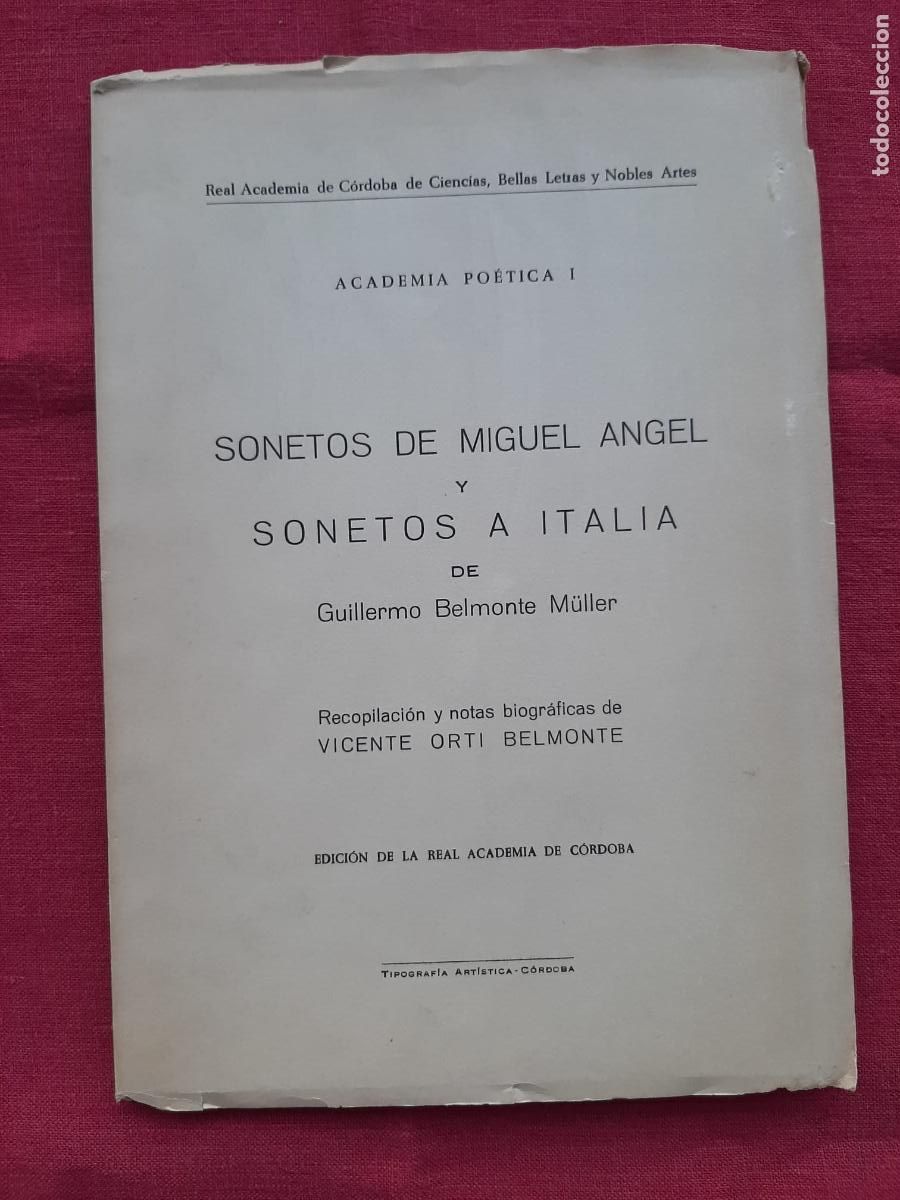 todocoleccion
Real Academia de Córdoba de Ciencias, Bellas Letras y Nobles Artes
ACADEMIA POÉTICA I
SONETOS DE MIGUEL ANGEL
Y
SONETOS A ITALIA
DE
Guillermo Belmonte Müller
Recopilación y notas biográficas de
VICENTE ORTI BELMONTE
EDICIÓN DE LA REAL ACADEMIA DE CÓRDOBA
TIPOGRAFÍA ARTÍSTICA - CÓRDOBA